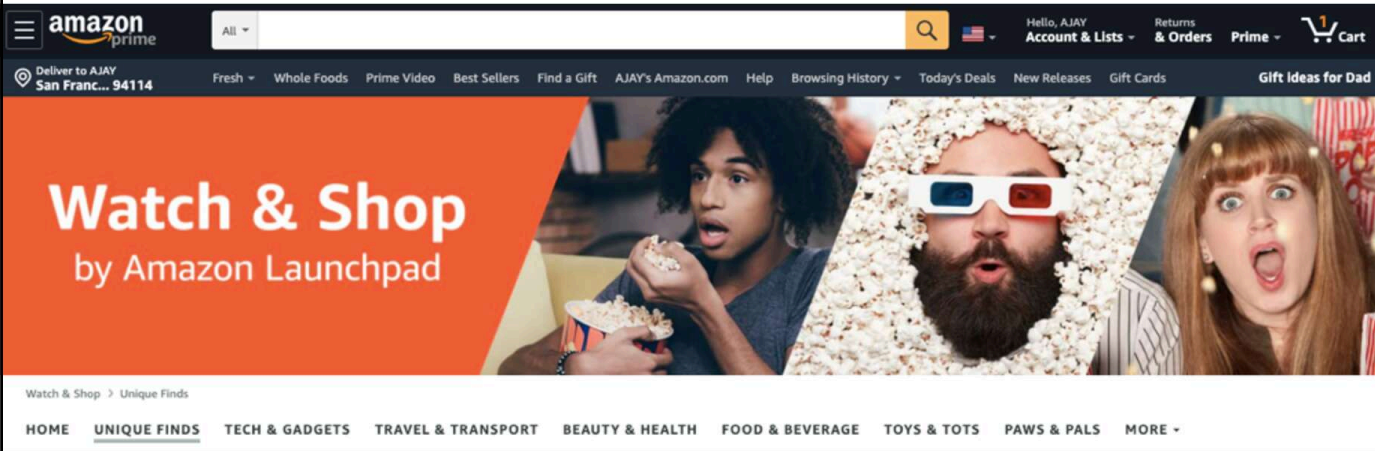 amazon
prime
All
Hello, AJAY
Account & Lists
Returns
& Orders
Prime
1
Cart
Deliver to AJAY
San Franc... 94114
Fresh
Whole Foods
Prime Video
Best Sellers
Find a Gift
AJAY's Amazon.com
Help
Browsing History
Today's Deals
New Releases
Gift Cards
Gift Ideas for Dad
Watch & Shop
by Amazon Launchpad
Watch & Shop > Unique Finds
HOME
UNIQUE FINDS
TECH & GADGETS
TRAVEL & TRANSPORT
BEAUTY & HEALTH
FOOD & BEVERAGE
TOYS & TOTS
PAWS & PALS
MORE